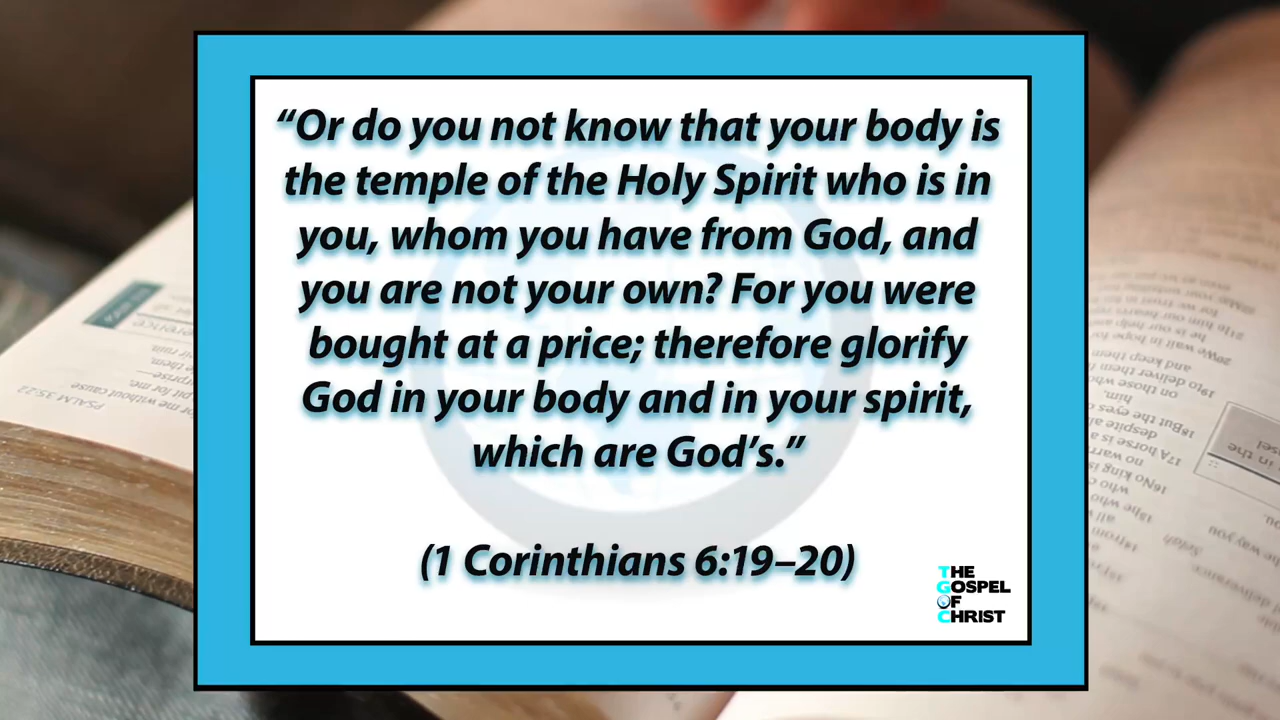 “Or do you not know that your body is
the temple of the Holy Spirit who is in
you, whom you have from God, and
you are not your own? For you were
bought at a price; therefore glorify
God in your body and in your spirit,
which are God’s.”
(1 Corinthians 6:19–20)
THE
GOSPEL
OF
CHRIST
PSALM 35:22